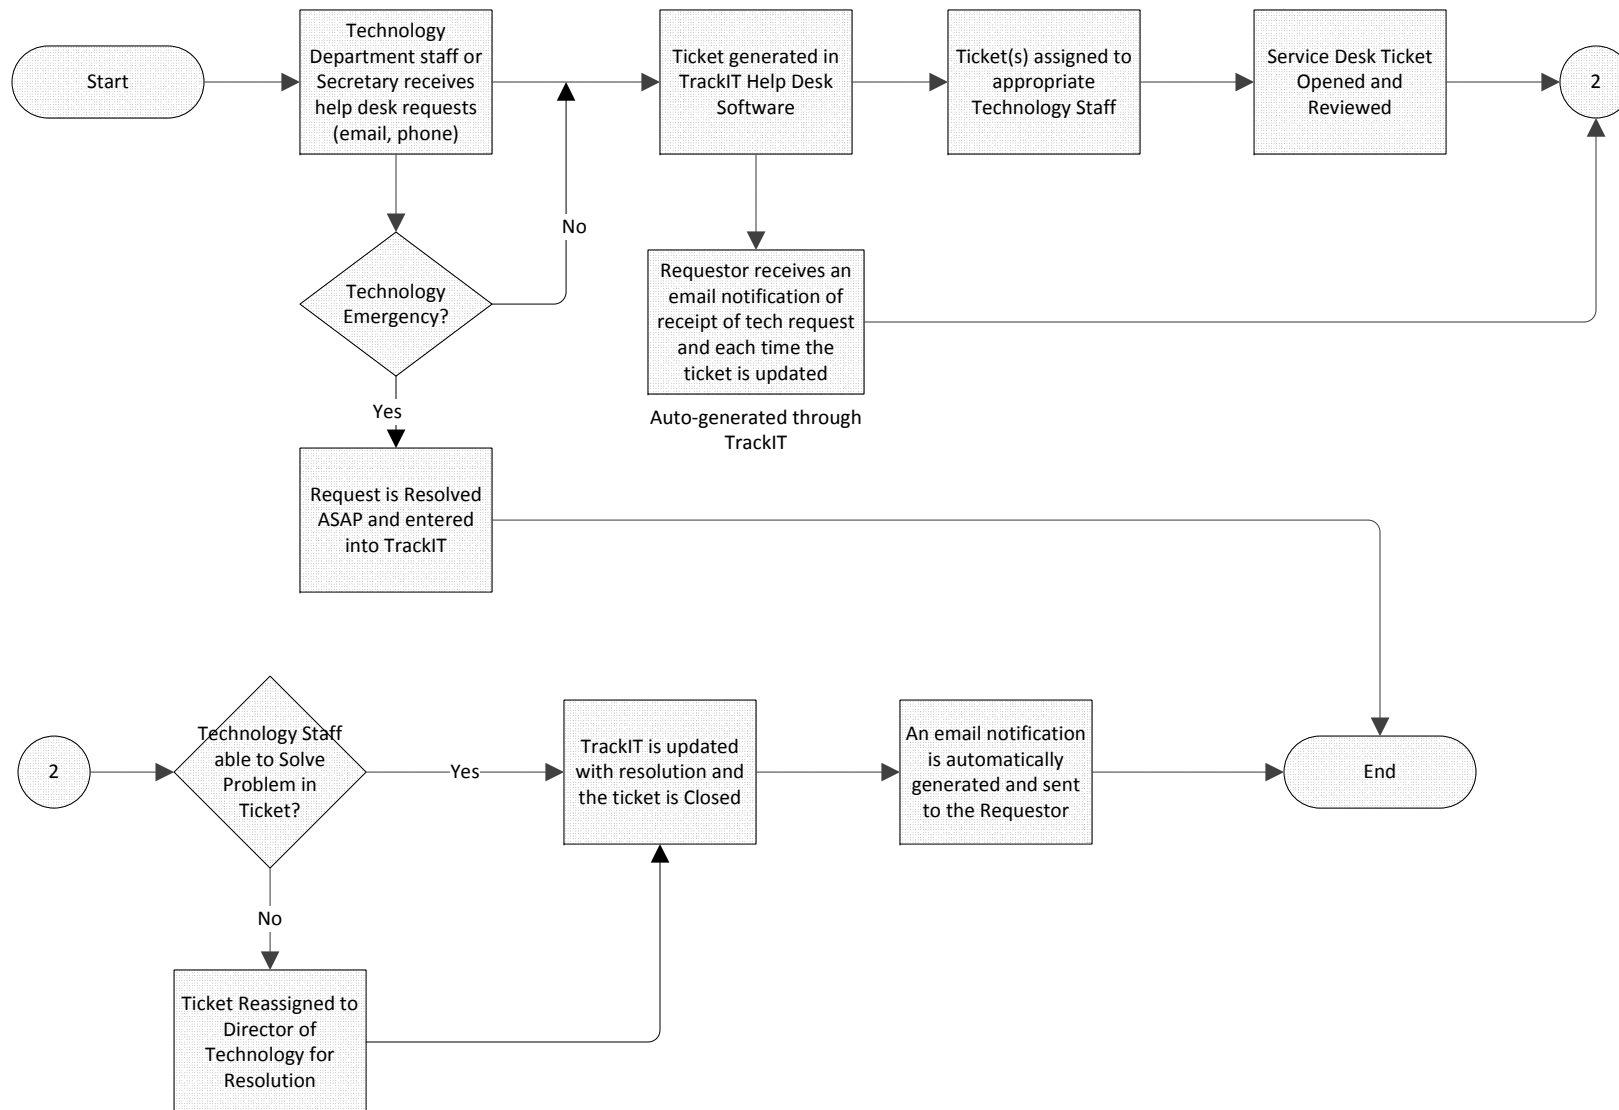 Start
Technology
Department staff or
Secretary receives
help desk requests
(email, phone)
Ticket generated in
TrackIT Help Desk
Software
Ticket(s) assigned to
appropriate
Technology Staff
Service Desk Ticket
Opened and
Reviewed
2
No
Technology
Emergency?
Requestor receives an
email notification of
receipt of tech request
and each time the
ticket is updated
Auto-generated through
TrackIT
Yes
Request is Resolved
ASAP and entered
into TrackIT
2
Technology Staff
able to Solve
Problem in
Ticket?
Yes
TrackIT is updated
with resolution and
the ticket is Closed
An email notification
is automatically
generated and sent
to the Requestor
End
No
Ticket Reassigned to
Director of
Technology for
Resolution